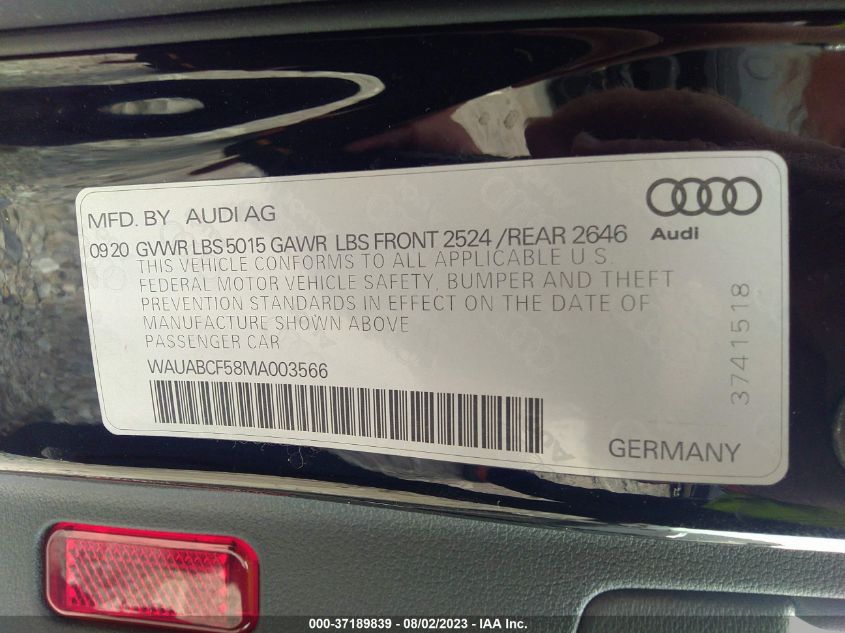 MFD. BY AUDI AG
Audi
0920 GVWR LBS 5015 GAWR LBS FRONT 2524 /REAR 2646
THIS VEHICLE CONFORMS TO ALL APPLICABLE U.S.
FEDERAL MOTOR VEHICLE SAFETY, BUMPER AND THEFT
PREVENTION STANDARDS IN EFFECT ON THE DATE OF
MANUFACTURE SHOWN ABOVE
PASSENGER CAR
WAUABCF58MA003566
3741518
GERMANY
000-37189839 - 08/02/2023 - IAA Inc.